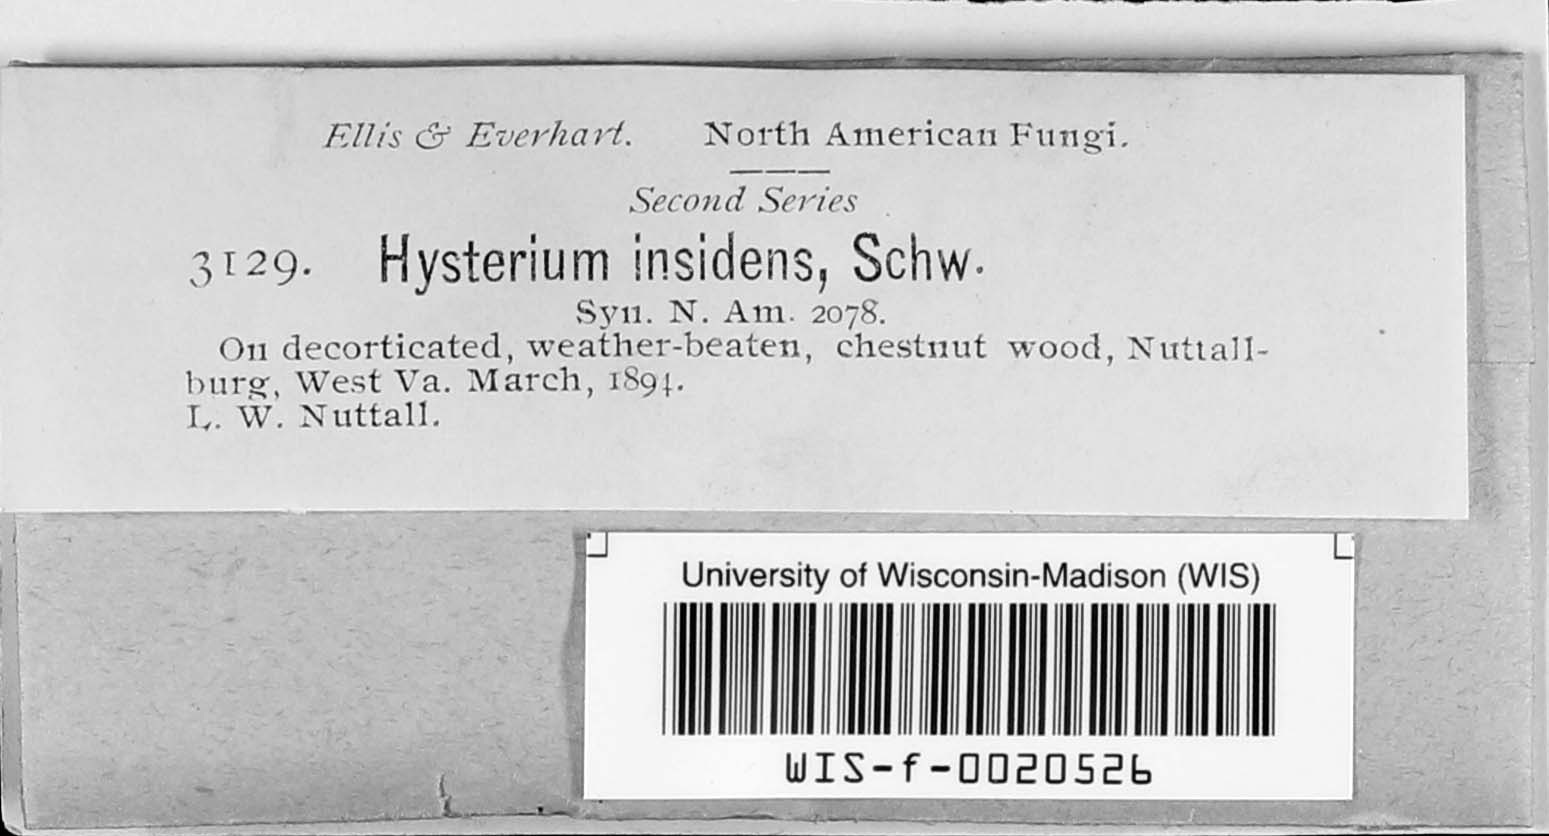 Ellis & Everhart. North American Fungi.
Second Series
3129. Hysterium insidens, Schw.
Syn. N. Am. 2078.
On decorticated, weather-beaten, chestnut wood, Nuttall-
burg, West Va. March, 1894.
L. W. Nuttall.
University of Wisconsin-Madison (WIS)
WIS-f-0020526